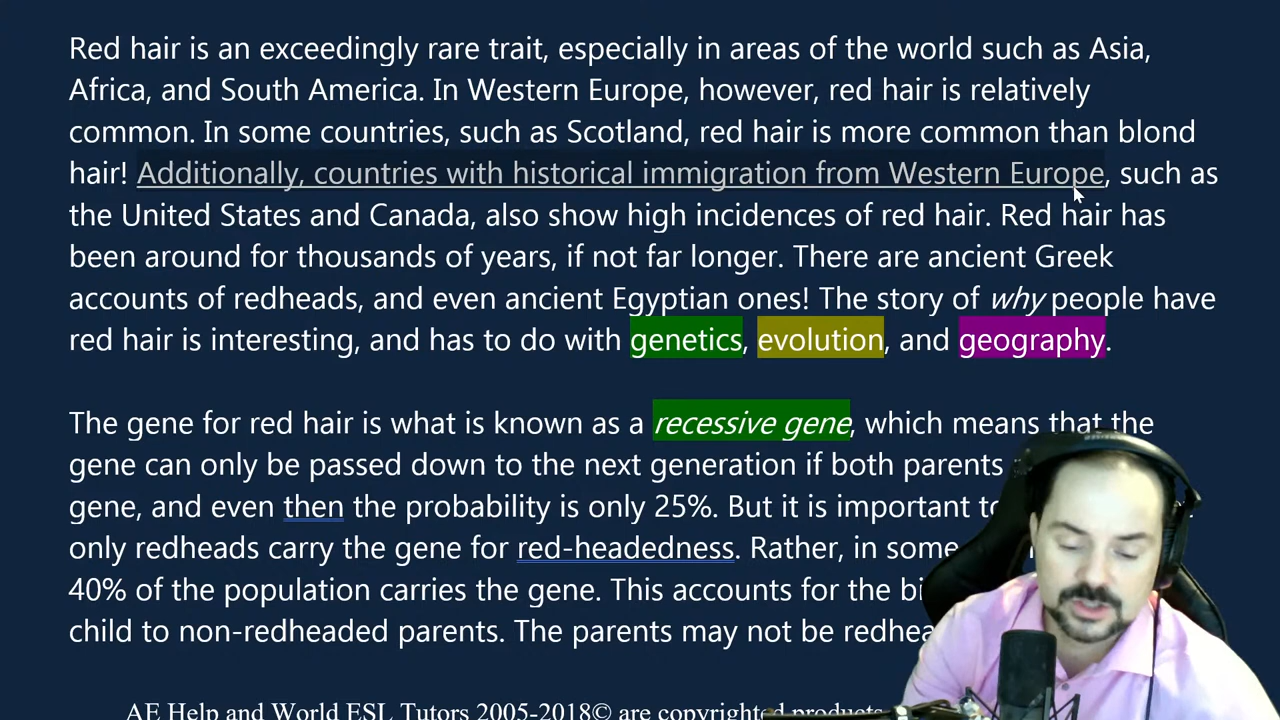 Red hair is an exceedingly rare trait, especially in areas of the world such as Asia,
Africa, and South America. In Western Europe, however, red hair is relatively
common. In some countries, such as Scotland, red hair is more common than blond
hair! Additionally, countries with historical immigration from Western Europe, such as
the United States and Canada, also show high incidences of red hair. Red hair has
been around for thousands of years, if not far longer. There are ancient Greek
accounts of redheads, and even ancient Egyptian ones! The story of why people have
red hair is interesting, and has to do with genetics, evolution, and geography.
The gene for red hair is what is known as a recessive gene, which means that the
gene can only be passed down to the next generation if both parents
gene, and even then the probability is only 25%. But it is important
only redheads carry the gene for red-headedness. Rather, in some
40% of the population carries the gene. This accounts for the
child to non-redheaded parents. The parents may not be
AE Help and World ESL Tutors 2005-2018© are copyrighted products